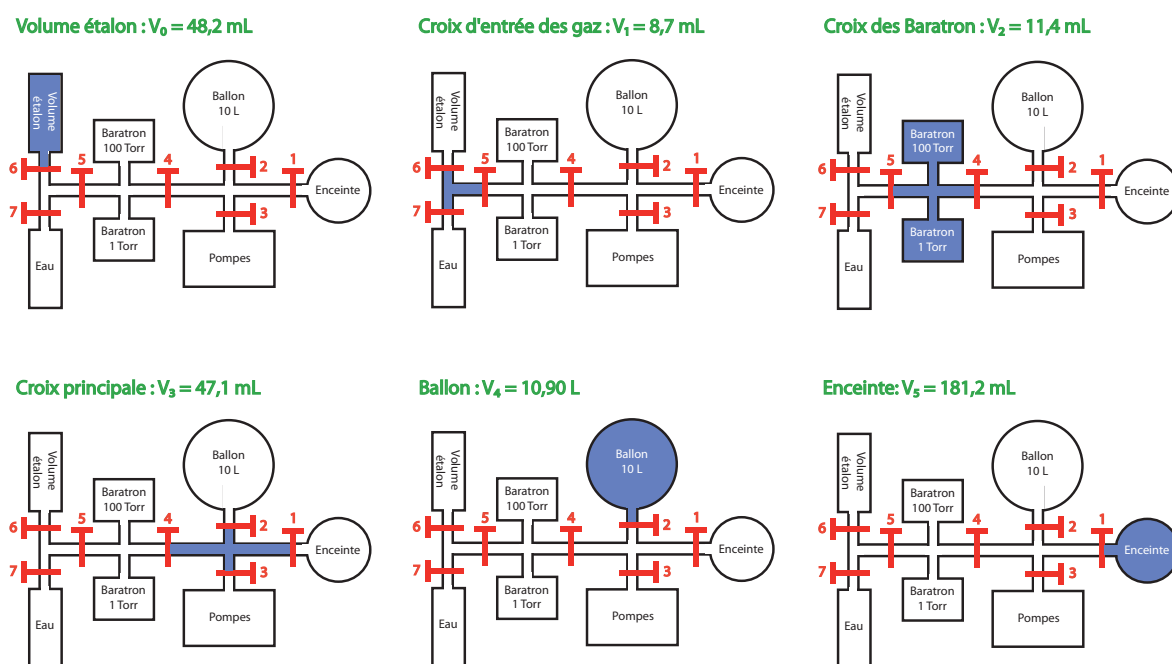 Volume étalon : V₀ = 48,2 mL
Volume
étalon
Baratron
100 Torr
Ballon
10 L
6
5
4
2
1
Enceinte
7
3
Baratron
1 Torr
Eau
Pompes
Croix d'entrée des gaz : V₁ = 8,7 mL
Volume
étalon
Baratron
100 Torr
Ballon
10 L
6
5
4
2
1
Enceinte
7
3
Baratron
1 Torr
Eau
Pompes
Croix des Baratron : V₂ = 11,4 mL
Volume
étalon
Baratron
100 Torr
Ballon
10 L
6
5
4
2
1
Enceinte
7
3
Baratron
1 Torr
Eau
Pompes
Croix principale : V₃ = 47,1 mL
Volume
étalon
Baratron
100 Torr
Ballon
10 L
6
5
4
2
1
Enceinte
7
3
Baratron
1 Torr
Eau
Pompes
Ballon : V₄ = 10,90 L
Volume
étalon
Baratron
100 Torr
Ballon
10 L
6
5
4
2
1
Enceinte
7
3
Baratron
1 Torr
Eau
Pompes
Enceinte: V₅ = 181,2 mL
Volume
étalon
Baratron
100 Torr
Ballon
10 L
6
5
4
2
1
Enceinte
7
3
Baratron
1 Torr
Eau
Pompes